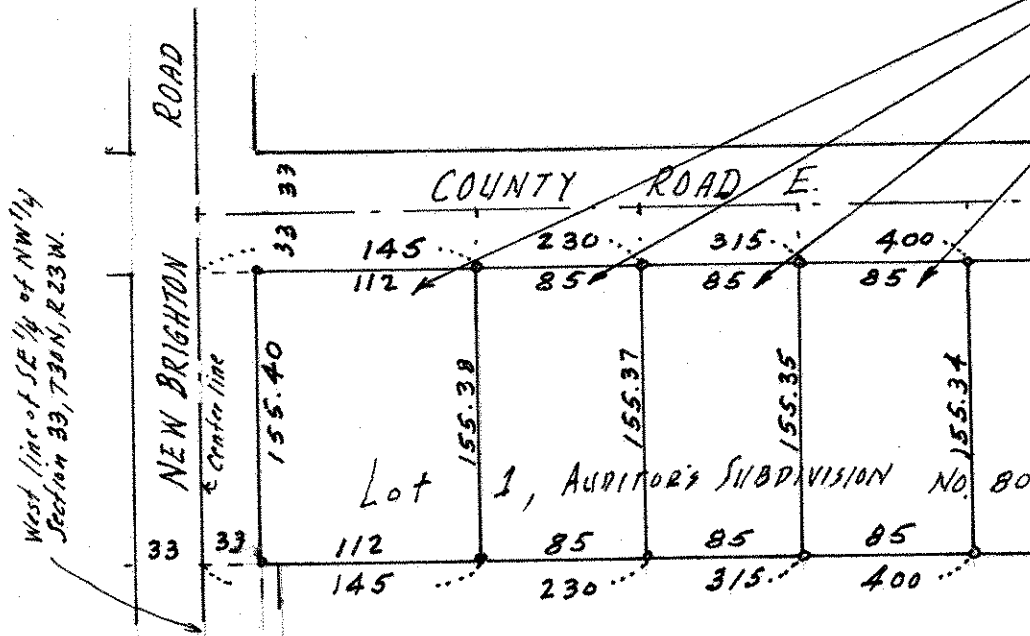 ROAD
NEW BRIGHTON
West line of SE 1/4 of NW 1/4
Section 33, T30N, R23W.
Center line
33
33
COUNTY ROAD E.
145 230 315 400
112 85 85 85
155.40 155.38 155.37 155.35 155.34
Lot 1, AUDITOR'S SUBDIVISION NO. 80
33 33 112 85 85 85
145 230 315 400